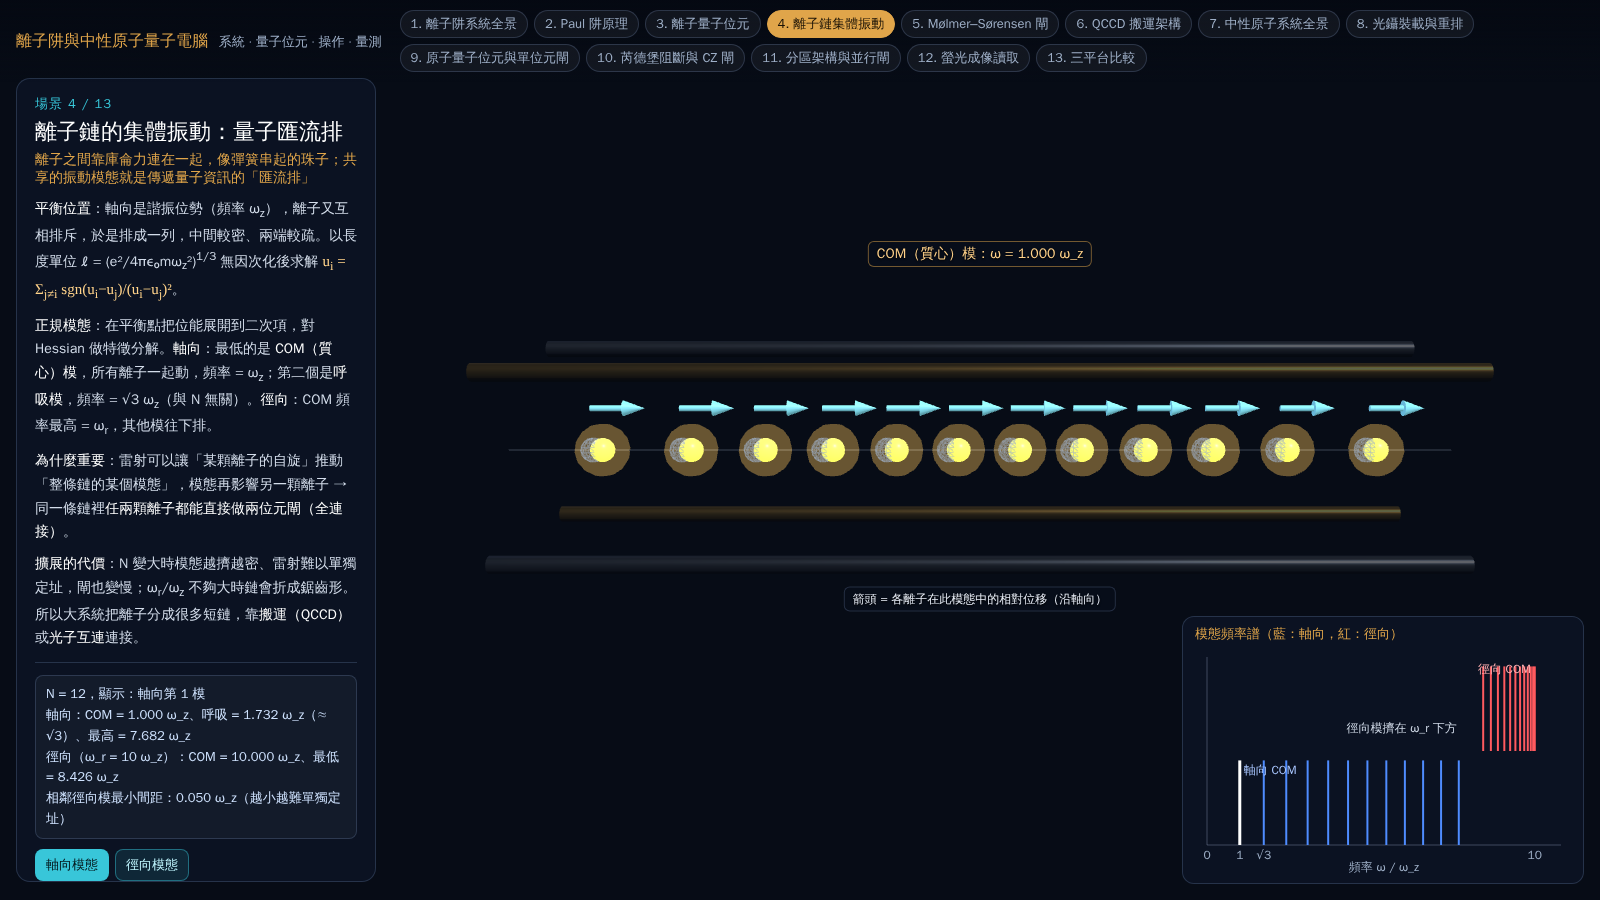 離子阱與中性原子量子電腦
系統 · 量子位元 · 操作 · 量測
1. 離子阱系統全景
2. Paul 阱原理
3. 離子量子位元
4. 離子鏈集體振動
5. Mølmer–Sørensen 閘
6. QCCD 搬運架構
7. 中性原子系統全景
8. 光鑷裝載與重排
9. 原子量子位元與單位元閘
10. 芮德堡阻斷與 CZ 閘
11. 分區架構與並行閘
12. 螢光成像讀取
13. 三平台比較
場景 4 / 13
離子鏈的集體振動：量子匯流排
離子之間靠庫侖力連在一起，像彈簧串起的珠子；共
享的振動模態就是傳遞量子資訊的「匯流排」
平衡位置：軸向是諧振位勢（頻率 ω_z），離子又互
相排斥，於是排成一列，中間較密、兩端較疏。以長
度單位 ℓ = (e²/4πϵ₀mω_z²)^1/3 無因次化後求解 u_i =
Σ_j≠i sgn(u_i−u_j)/(u_i−u_j)²。
正規模態：在平衡點把位能展開到二次項，對
Hessian 做特徵分解。軸向：最低的是 COM（質
心）模，所有離子一起動，頻率 = ω_z；第二個是呼
吸模，頻率 = √3 ω_z（與 N 無關）。徑向：COM 頻
率最高 = ω_r，其他模往下排。
為什麼重要：雷射可以讓「某顆離子的自旋」推動
「整條鏈的某個模態」，模態再影響另一顆離子 →
同一條鏈裡任兩顆離子都能直接做兩位元閘（全連
接）。
擴展的代價：N 變大時模態越擠越密、雷射難以單獨
定址，閘也變慢；ω_r/ω_z 不夠大時鏈會折成鋸齒形。
所以大系統把離子分成很多短鏈，靠搬運（QCCD）
或光子互連連接。
N = 12，顯示：軸向第 1 模
軸向：COM = 1.000 ω_z、呼吸 = 1.732 ω_z（≈
√3）、最高 = 7.682 ω_z
徑向（ω_r = 10 ω_z）：COM = 10.000 ω_z、最低
= 8.426 ω_z
相鄰徑向模最小間距：0.050 ω_z（越小越難單獨定
址）
軸向模態
徑向模態
COM（質心）模：ω = 1.000 ω_z
箭頭 = 各離子在此模態中的相對位移（沿軸向）
模態頻率譜（藍：軸向，紅：徑向）
徑向 COM
徑向模擠在 ω_r 下方
軸向 COM
0
1
√3
10
頻率 ω / ω_z